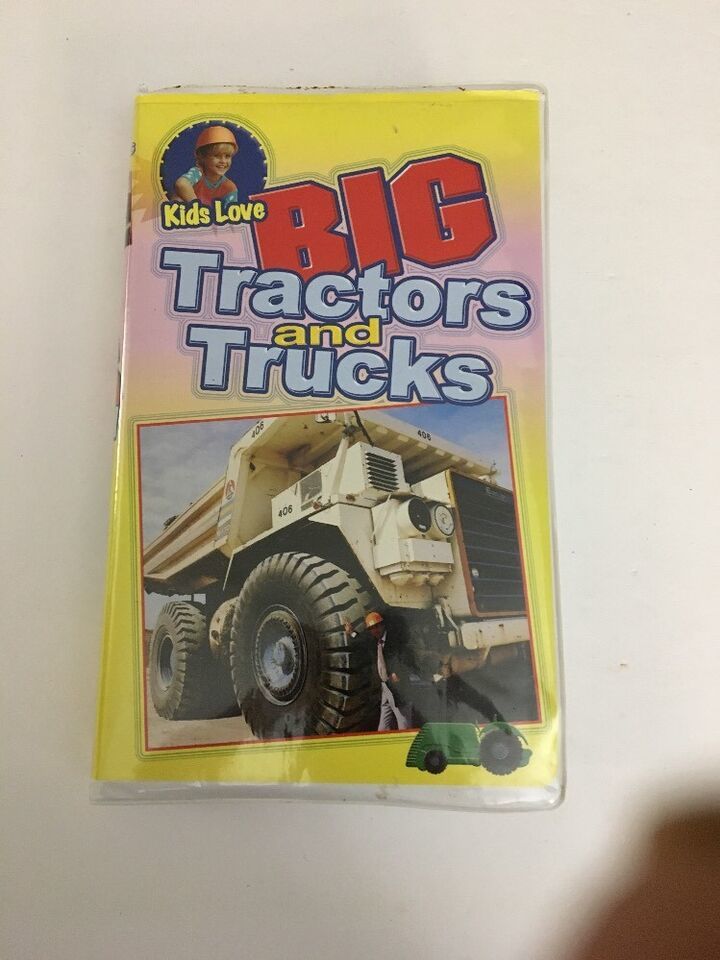 Kids Love
BIG
Tractors
and
Trucks
406
406
406